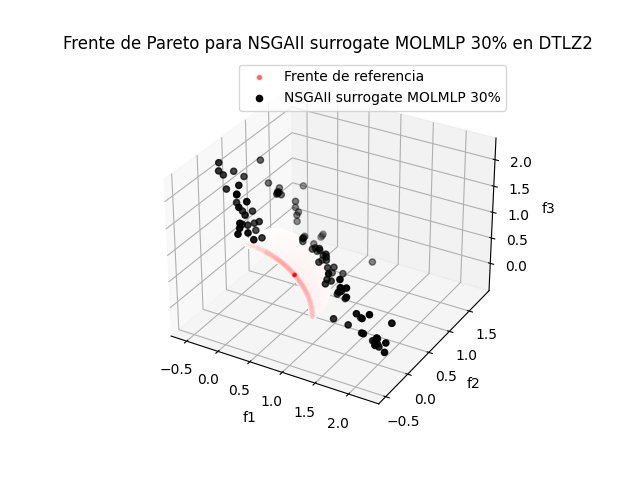 Frente de Pareto para NSGAII surrogate MOLMLP 30% en DTLZ2
Frente de referencia
NSGAII surrogate MOLMLP 30%
2.0
1.5
1.0
0.5
0.0
f3
1.5
1.0
0.5
0.0
−0.5
f2
−0.5
0.0
0.5
1.0
1.5
2.0
f1